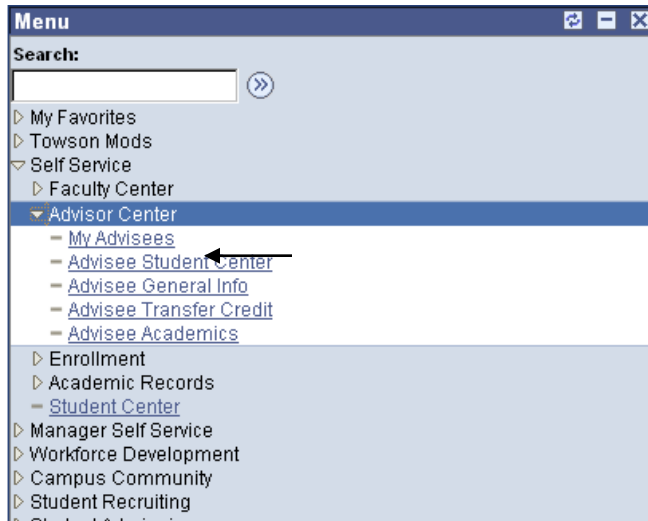 Menu
Search:
My Favorites
Towson Mods
Self Service
Faculty Center
Advisor Center
My Advisees
Advisee Student Center
Advisee General Info
Advisee Transfer Credit
Advisee Academics
Enrollment
Academic Records
Student Center
Manager Self Service
Workforce Development
Campus Community
Student Recruiting